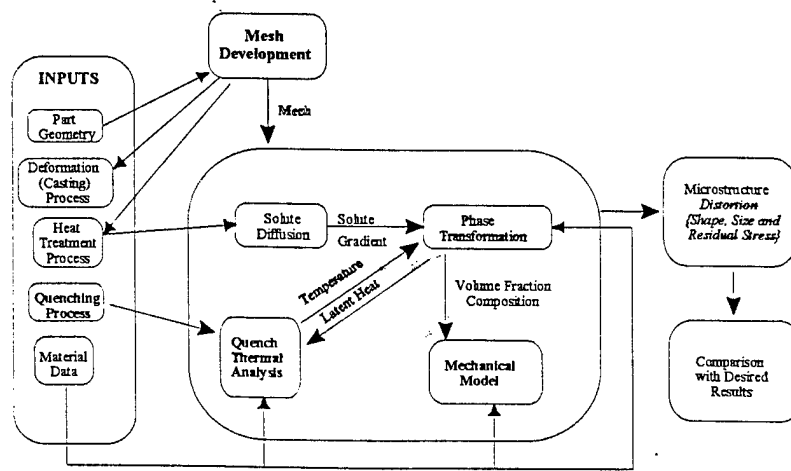 Mesh
Development
INPUTS
Part
Geometry
Deformation
(Casting)
Process
Heat
Treatment
Process
Quenching
Process
Material
Data
Mech
Solute
Diffusion
Solute
Gradient
Phase
Transformation
Temperature
Latent Heat
Volume Fraction
Composition
Quench
Thermal
Analysis
Mechanical
Model
Microstructure
Distortion
{Shape, Size and
Residual Stress}
Comparison
with Desired
Results